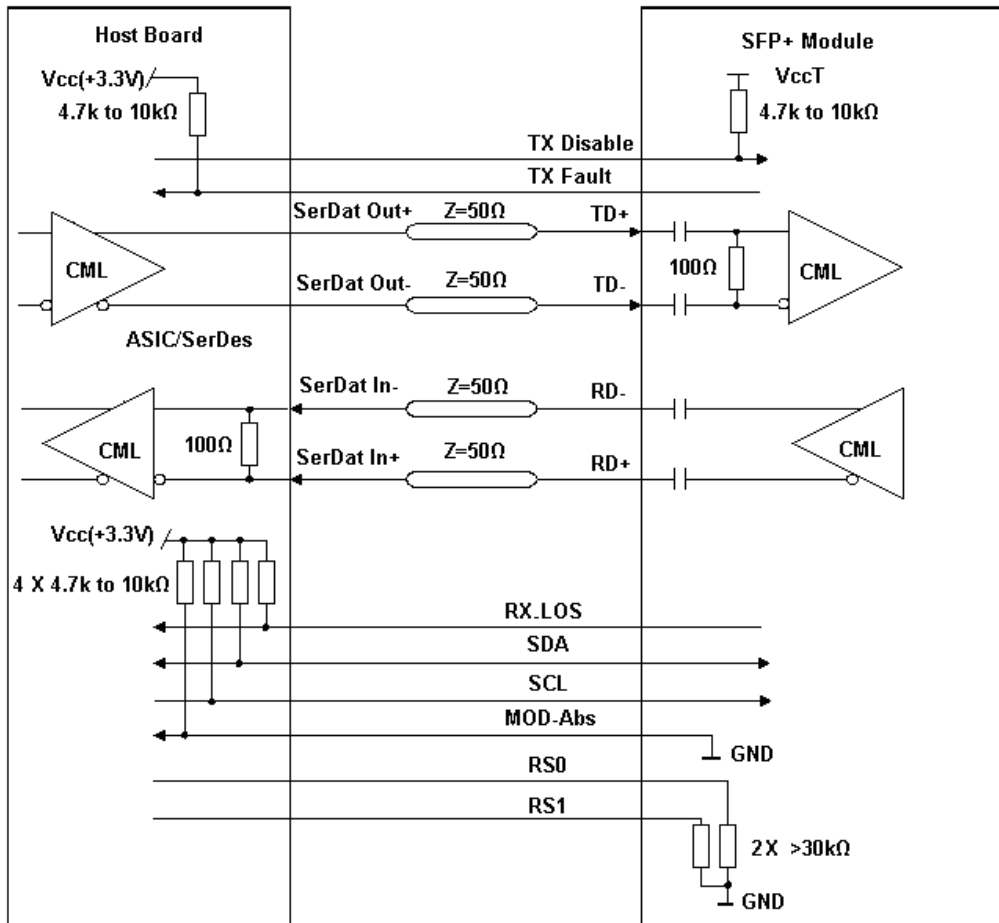 Host Board
SFP+ Module
Vcc(+3.3V)
VccT
4.7k to 10kΩ
4.7k to 10kΩ
TX Disable
TX Fault
SerDat Out+
Z=50Ω
TD+
CML
100Ω
CML
SerDat Out-
Z=50Ω
TD-
ASIC/SerDes
SerDat In-
Z=50Ω
RD-
CML
100Ω
CML
SerDat In+
Z=50Ω
RD+
Vcc(+3.3V)
4 X 4.7k to 10kΩ
RX.LOS
SDA
SCL
MOD-Abs
GND
RS0
RS1
2X >30kΩ
GND